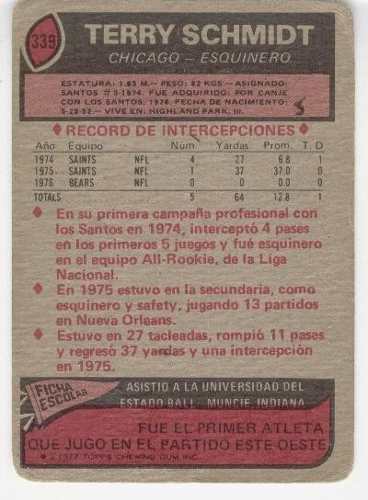 339
TERRY SCHMIDT
CHICAGO - ESQUINERO
ESTATURA: 1.83 M.- PESO: 82 KGS.- ASIGNADO:
SANTOS # 5-1974. FUE ADQUIRIDO: POR CANJE
CON LOS SANTOS, 1976. FECHA DE NACIMIENTO:
5-28-52.- VIVE EN: HIGHLAND PARK, Ill.
♦ RECORD DE INTERCEPCIONES ♦
Año Equipo Núm. Yardas Prom. T. D
1974 SAINTS NFL 4 27 6.8 1
1975 SAINTS NFL 1 37 37.0 0
1976 BEARS NFL 0 0 0 0
TOTALS 5 64 12.8 1
♦ En su primera campaña profesional con
los Santos en 1974, interceptó 4 pases
en los primeros 5 juegos y fué esquinero
en el equipo All-Rookie, de la Liga
Nacional.
♦ En 1975 estuvo en la secundaria, como
esquinero y safety, jugando 13 partidos
en Nueva Orleans.
♦ Estuvo en 27 tacleadas, rompió 11 pases
y regresó 37 yardas y una intercepción
en 1975.
FICHA
ESCOLAR
ASISTIO A LA UNIVERSIDAD DEL
ESTADO BALL - MUNCIE, INDIANA
FUE EL PRIMER ATLETA
QUE JUGO EN EL PARTIDO ESTE-OESTE
© 1977 TOPPS CHEWING GUM INC.